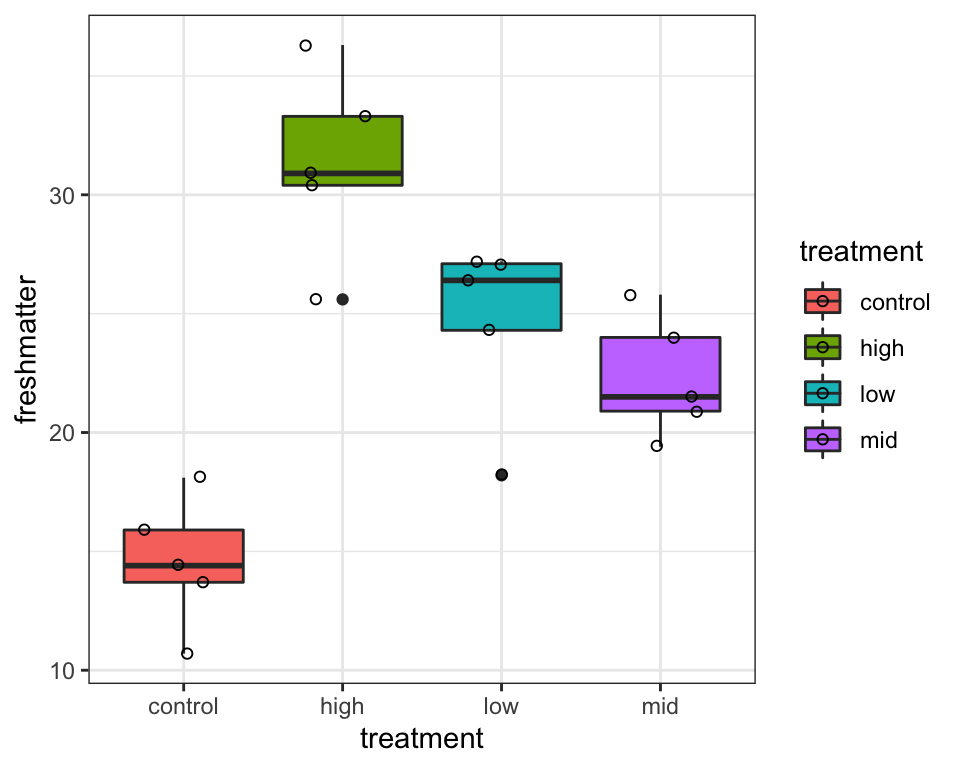 freshmatter
30
20
10
control high low mid
treatment
treatment
control
high
low
mid